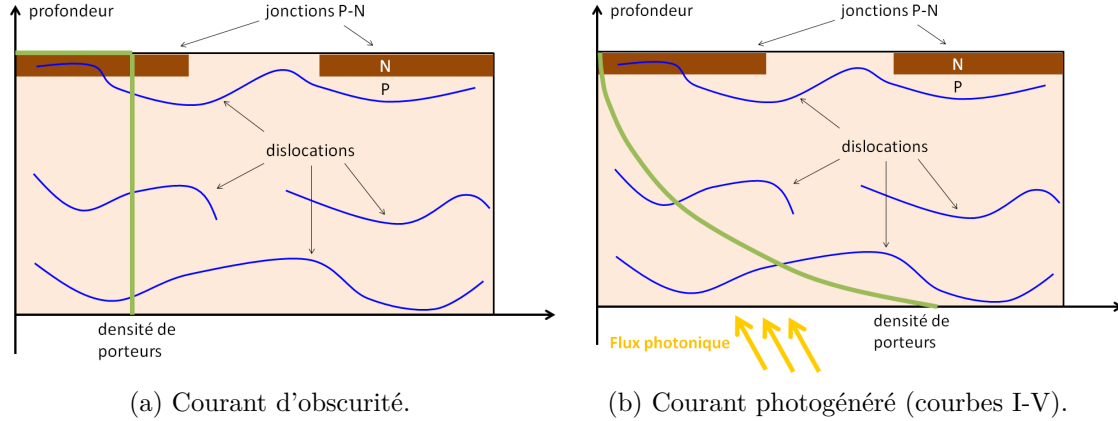 profondeur
jonctions P-N
N
P
dislocations
densité de
porteurs
(a) Courant d'obscurité.
profondeur
jonctions P-N
N
P
dislocations
Flux photonique
densité de
porteurs
(b) Courant photogénéré (courbes I-V).